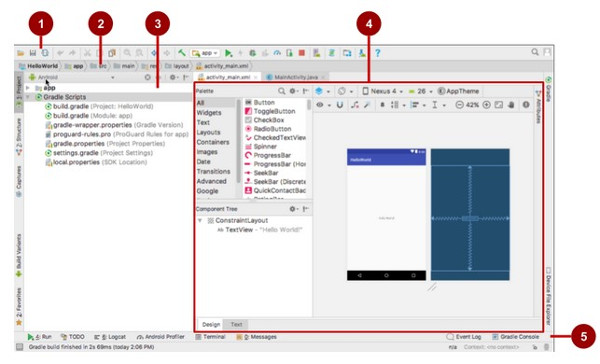 1 2 3 4
app
HelloWorld app src main res layout activity_main.xml
Android
activity_main.xml MainActivity.java
app
Gradle Scripts
build.gradle (Project: HelloWorld)
build.gradle (Module: app)
gradle-wrapper.properties (Gradle Version)
proguard-rules.pro (ProGuard Rules for app)
gradle.properties (Project Properties)
settings.gradle (Project Settings)
local.properties (SDK Location)
1: Project
7: Structure
Captures
Build Variants
2: Favorites
Palette
All
Widgets
Text
Layouts
Containers
Images
Date
Transitions
Advanced
Google
Button
ToggleButton
CheckBox
RadioButton
CheckedTextView
Spinner
ProgressBar
ProgressBar (Hor
SeekBar
SeekBar (Discrete
QuickContactBac
Nexus 4 26 AppTheme
8
42%
HelloWorld
Component Tree
ConstraintLayout
Ab TextView - "Hello World!"
Design Text
Gradle
Attributes
Device File Explorer
4: Run TODO 6: Logcat Android Profiler Terminal 0: Messages Event Log Gradle Console
5
Gradle build finished in 2s 69ms (today 2:06 PM) n/a Context: <no context>